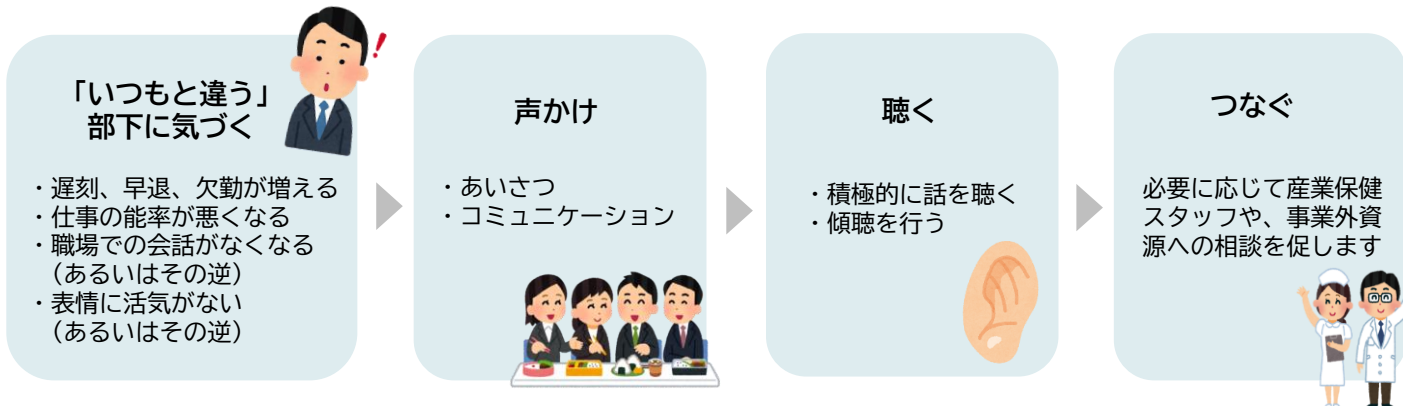 「いつもと違う」
部下に気づく
・遅刻、早退、欠勤が増える
・仕事の能率が悪くなる
・職場での会話がなくなる
（あるいはその逆）
・表情に活気がない
（あるいはその逆）
声かけ
・あいさつ
・コミュニケーション
聴く
・積極的に話を聴く
・傾聴を行う
つなぐ
必要に応じて産業保健
スタッフや、事業外資
源への相談を促します